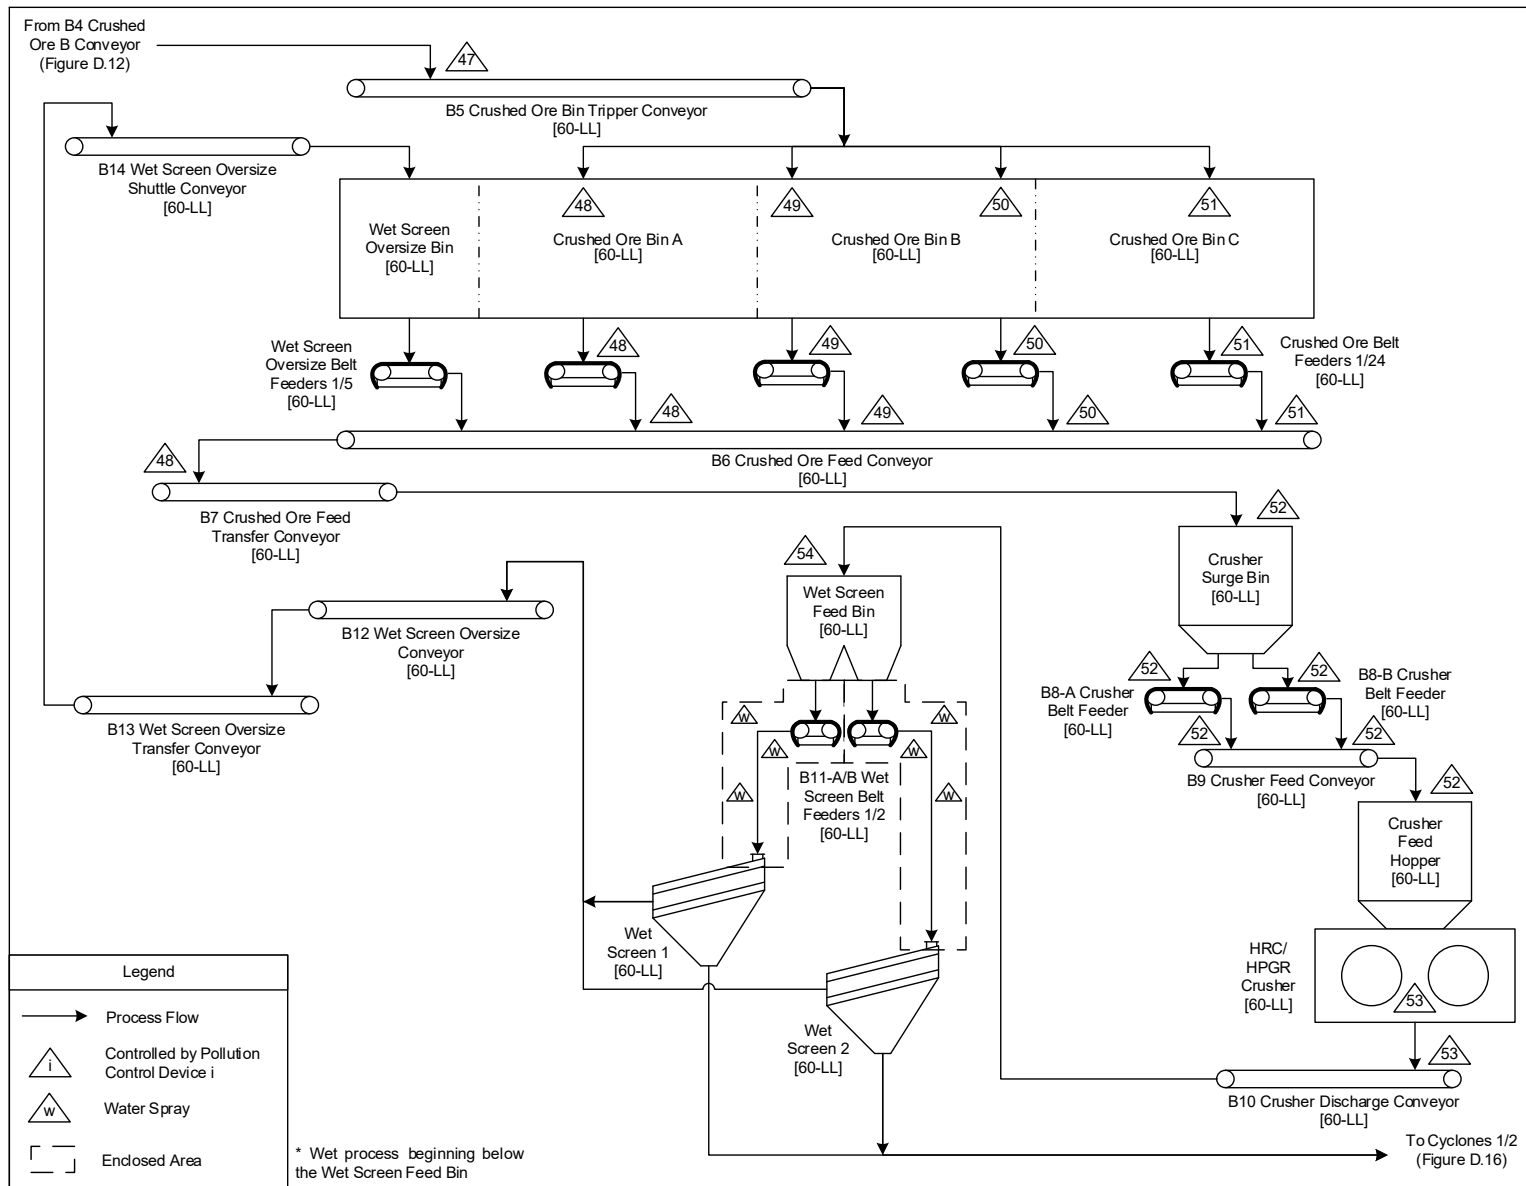 From B4 Crushed
Ore B Conveyor
(Figure D.12)
47
B5 Crushed Ore Bin Tripper Conveyor
[60-LL]
B14 Wet Screen Oversize
Shuttle Conveyor
[60-LL]
48
49
50
51
Wet Screen
Oversize Bin
[60-LL]
Crushed Ore Bin A
[60-LL]
Crushed Ore Bin B
[60-LL]
Crushed Ore Bin C
[60-LL]
Wet Screen
Oversize Belt
Feeders 1/5
[60-LL]
48
49
50
51
Crushed Ore Belt
Feeders 1/24
[60-LL]
48
49
50
51
B6 Crushed Ore Feed Conveyor
[60-LL]
48
B7 Crushed Ore Feed
Transfer Conveyor
[60-LL]
52
Crusher
Surge Bin
[60-LL]
54
Wet Screen
Feed Bin
[60-LL]
B12 Wet Screen Oversize
Conveyor
[60-LL]
B13 Wet Screen Oversize
Transfer Conveyor
[60-LL]
52
52
B8-A Crusher
Belt Feeder
[60-LL]
B8-B Crusher
Belt Feeder
[60-LL]
52
52
B9 Crusher Feed Conveyor
[60-LL]
W
W
W
W
W
W
B11-A/B Wet
Screen Belt
Feeders 1/2
[60-LL]
52
Crusher
Feed
Hopper
[60-LL]
Wet
Screen 1
[60-LL]
Wet
Screen 2
[60-LL]
HRC/
HPGR
Crusher
[60-LL]
53
53
B10 Crusher Discharge Conveyor
[60-LL]
To Cyclones 1/2
(Figure D.16)
Legend
Process Flow
i
Controlled by Pollution
Control Device i
W
Water Spray
Enclosed Area
* Wet process beginning below
the Wet Screen Feed Bin